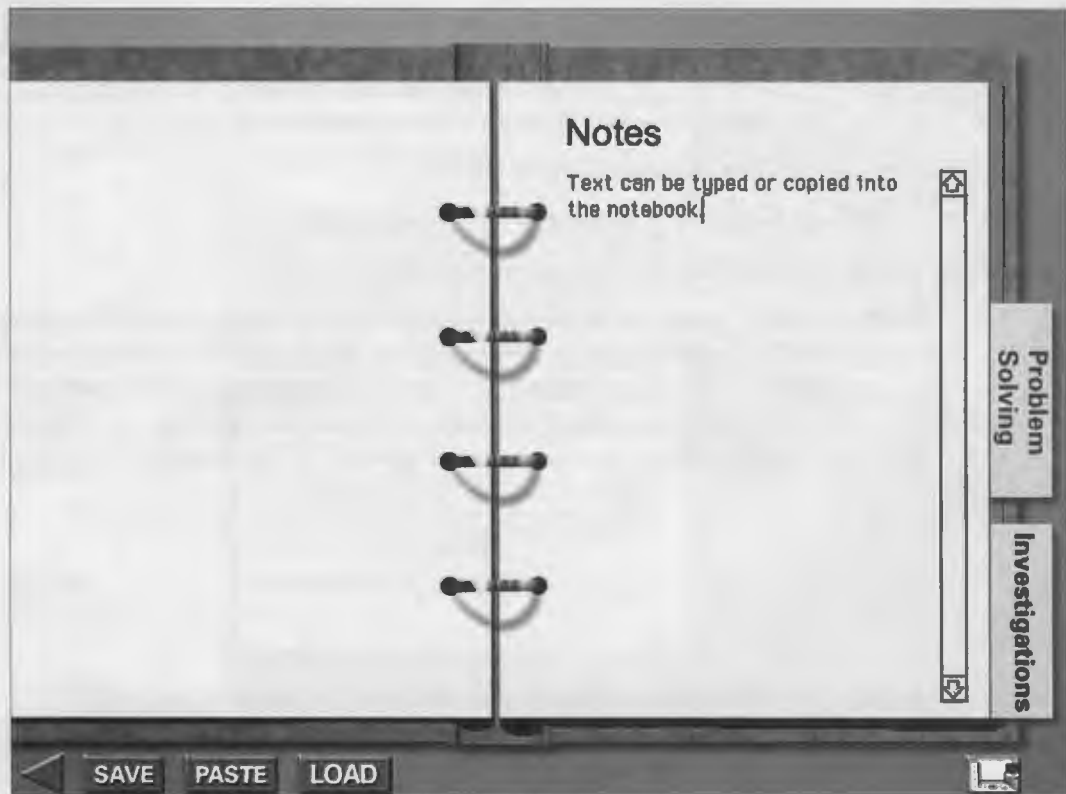 Notes
Text can be typed or copied into
the notebook.
Problem
Solving
Investigations
SAVE PASTE LOAD